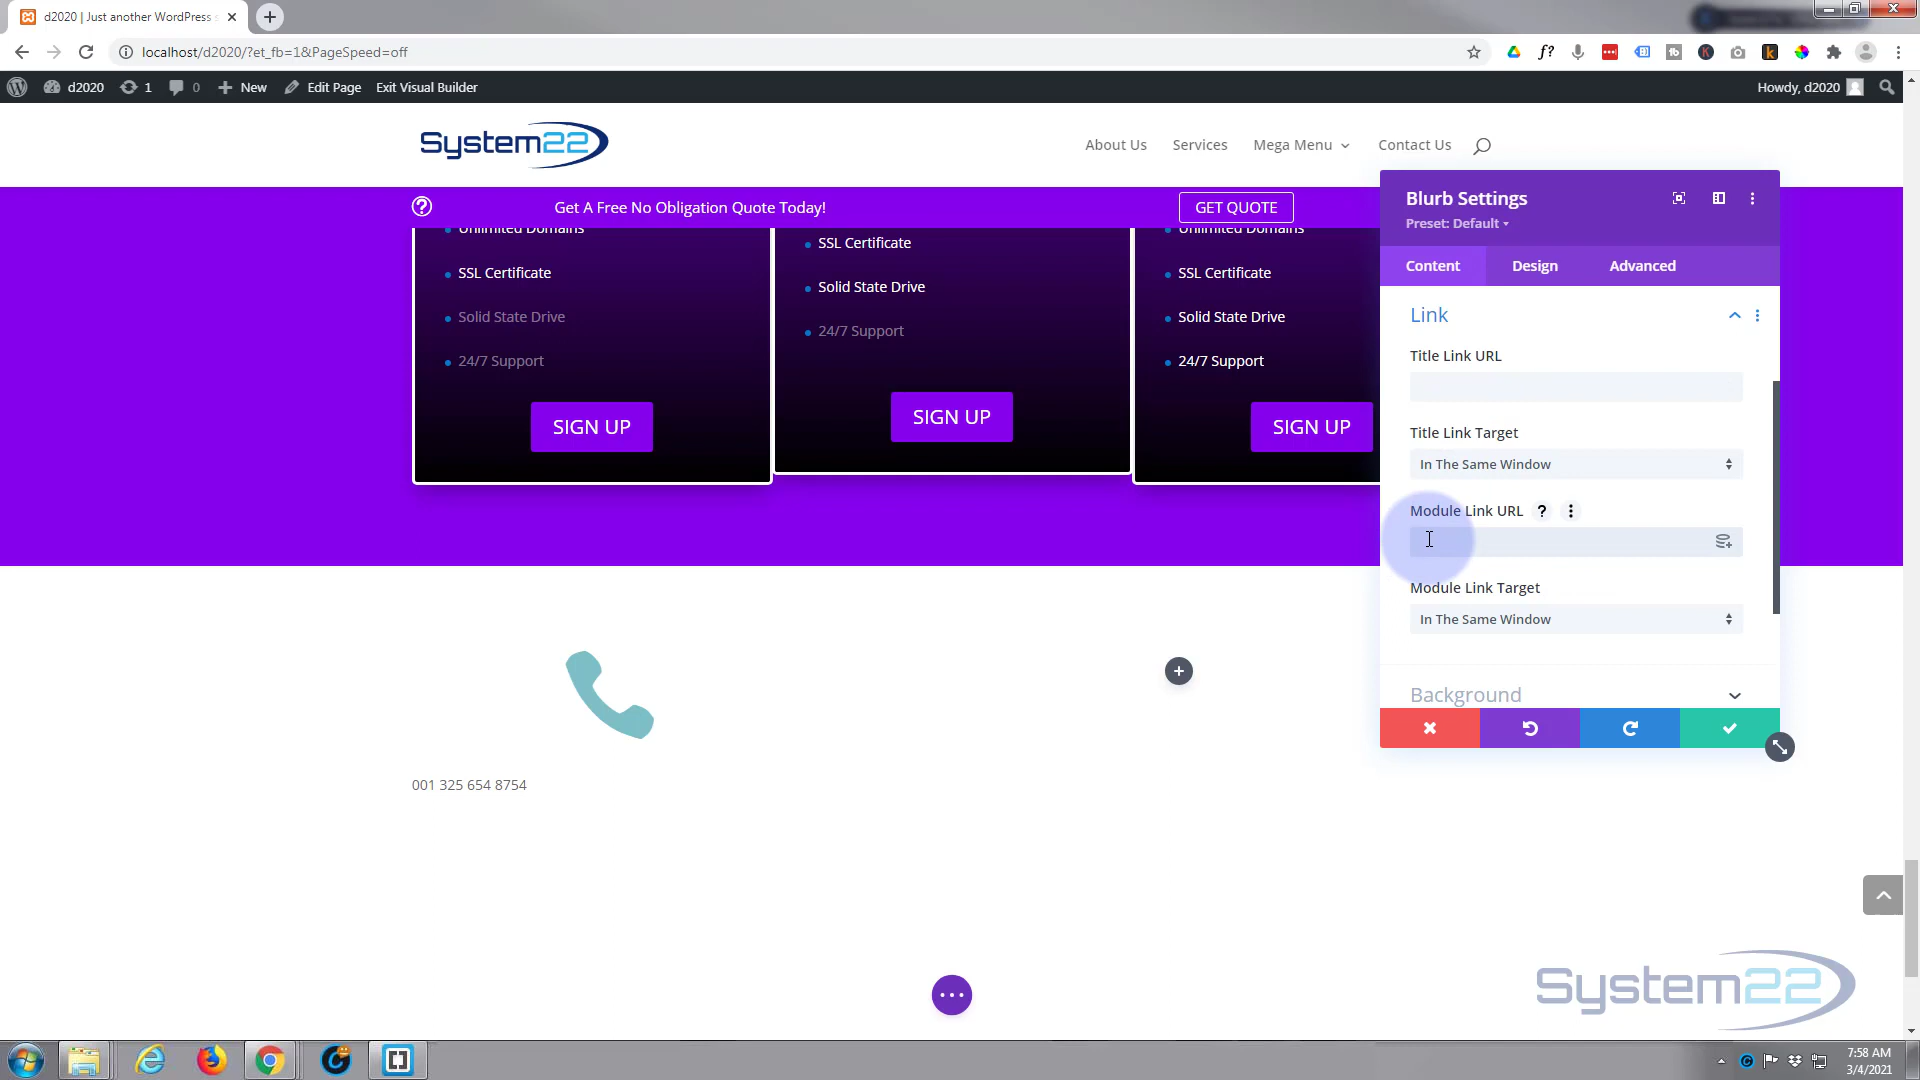 d2020 | Just another WordPress s
localhost/d2020/?et_fb=1&PageSpeed=off
d2020 1 0 New Edit Page Exit Visual Builder Howdy, d2020
System22
About Us Services Mega Menu Contact Us
Get A Free No Obligation Quote Today! GET QUOTE
Unlimited Domains
SSL Certificate
Solid State Drive
24/7 Support
SIGN UP
SSL Certificate
Solid State Drive
24/7 Support
SIGN UP
Unlimited Domains
SSL Certificate
Solid State Drive
24/7 Support
SIGN UP
Blurb Settings
Preset: Default
Content Design Advanced
Link
Title Link URL
Title Link Target
In The Same Window
Module Link URL ?
Module Link Target
In The Same Window
Background
001 325 654 8754
System22
7:58 AM
3/4/2021